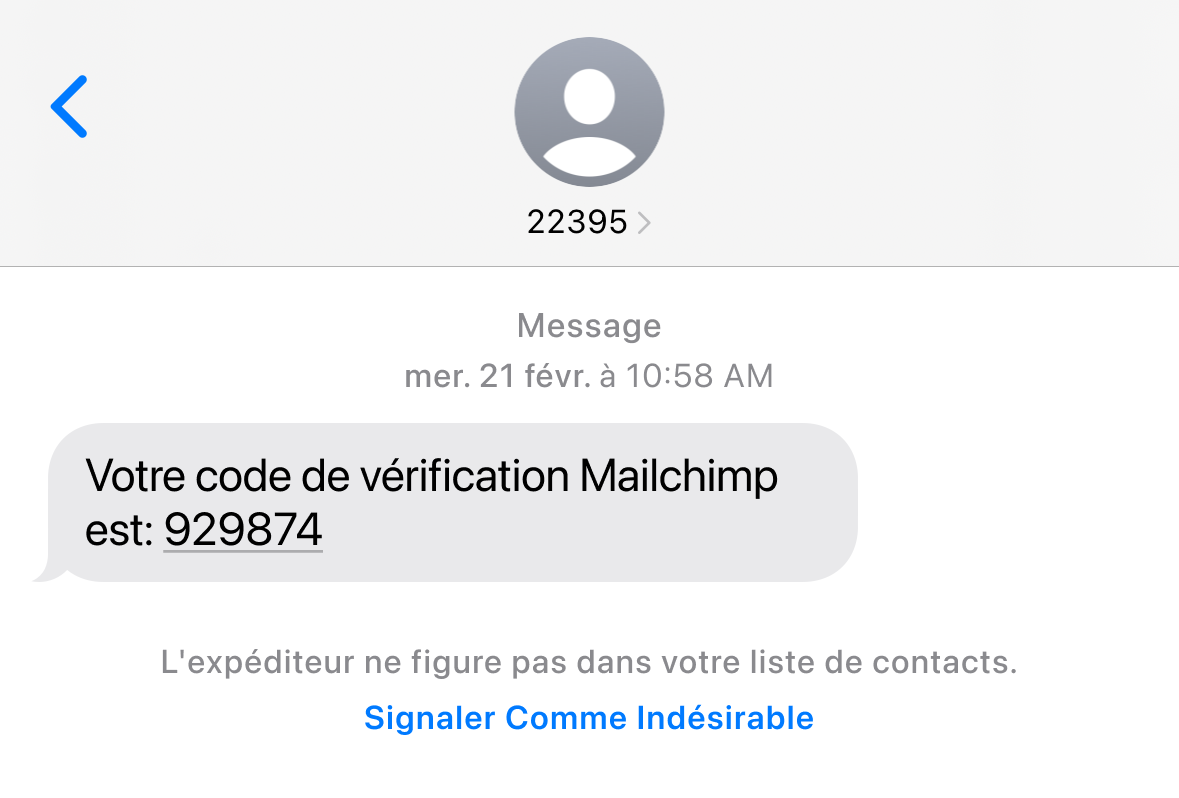 22395
Message
mer. 21 févr. à 10:58 AM
Votre code de vérification Mailchimp
est: 929874
L'expéditeur ne figure pas dans votre liste de contacts.
Signaler Comme Indésirable